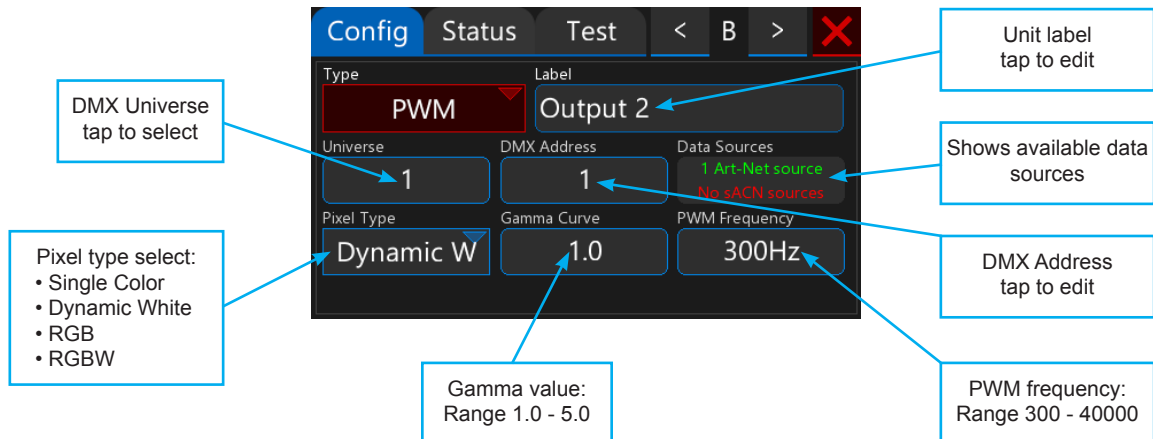 Config Status Test < B >
Unit label
tap to edit
Type Label
PWM Output 2
DMX Universe
tap to select
Universe DMX Address Data Sources
1 1 1 Art-Net source
No sACN sources
Shows available data
sources
Pixel Type Gamma Curve PWM Frequency
Dynamic W 1.0 300Hz
Pixel type select:
• Single Color
• Dynamic White
• RGB
• RGBW
DMX Address
tap to edit
Gamma value:
Range 1.0 - 5.0
PWM frequency:
Range 300 - 40000